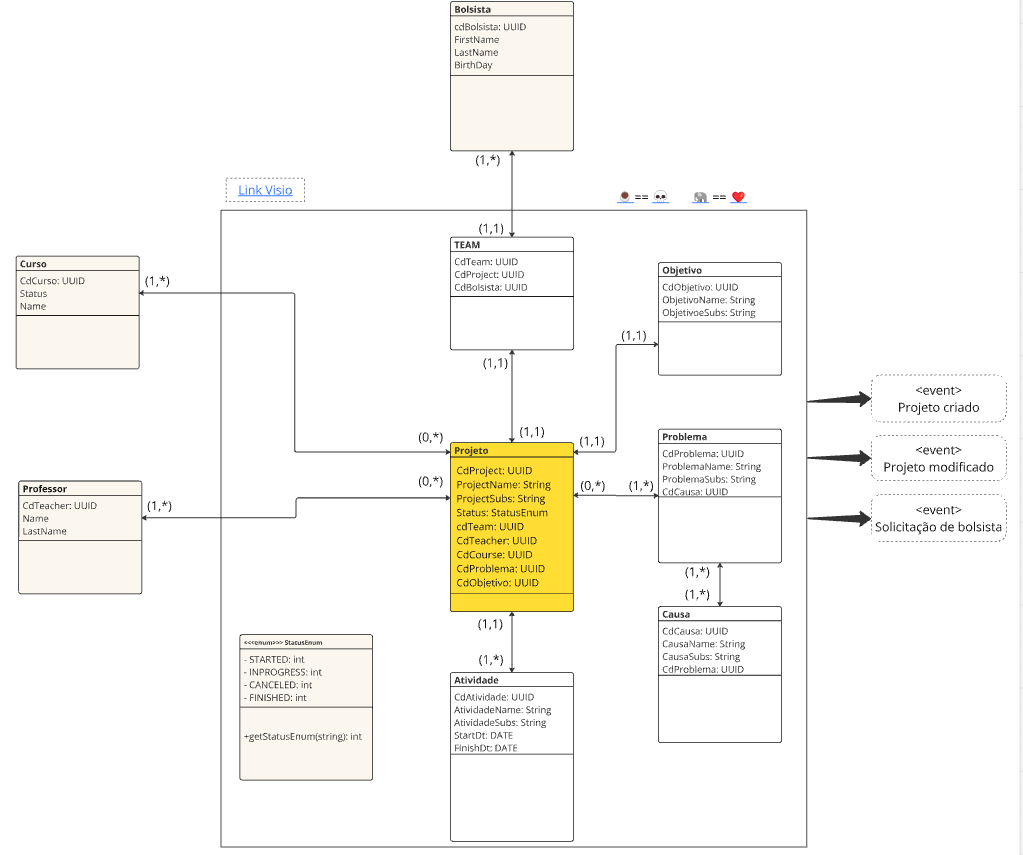 Bolsista
cdBolsista: UUID
FirstName
LastName
BirthDay
(1,*)
Link Visio
== ==
(1,1)
TEAM
CdTeam: UUID
CdProject: UUID
CdBolsista: UUID
(1,1)
Curso
CdCurso: UUID
Status
Name
(1,*)
Objetivo
CdObjetivo: UUID
ObjetivoName: String
ObjetivoeSubs: String
(1,1)
<event>
Projeto criado
<event>
Projeto modificado
<event>
Solicitação de bolsista
(0,*)
(1,1)
(1,1)
Projeto
CdProject: UUID
ProjectName: String
ProjectSubs: String
Status: StatusEnum
cdTeam: UUID
CdTeacher: UUID
CdCourse: UUID
CdProblema: UUID
CdObjetivo: UUID
(0,*)
(0,*)
(1,*)
Problema
CdProblema: UUID
ProblemaName: String
ProblemaSubs: String
CdCausa: UUID
Professor
CdTeacher: UUID
Name
LastName
(1,*)
(1,*)
(1,*)
Causa
CdCausa: UUID
CausaName: String
CausaSubs: String
CdProblema: UUID
(1,1)
(1,*)
<<<enum>>> StatusEnum
- STARTED: int
- INPROGRESS: int
- CANCELED: int
- FINISHED: int
+getStatusEnum(string): int
Atividade
CdAtividade: UUID
AtividadeName: String
AtividadeSubs: String
StartDt: DATE
FinishDt: DATE